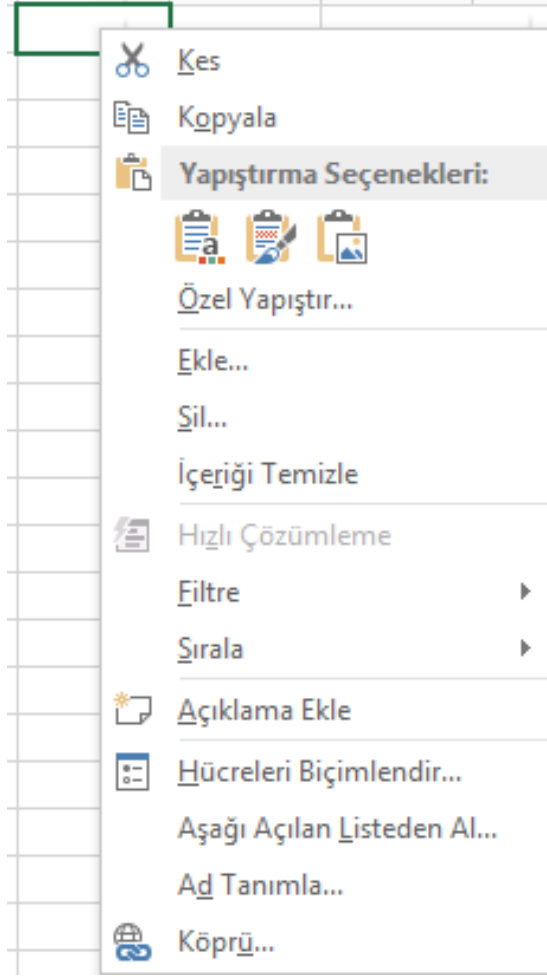 Kes
Kopyala
Yapıştırma Seçenekleri:
Özel Yapıştır...
Ekle...
Sil...
İçeriği Temizle
Hızlı Çözümleme
Filtre
Sırala
Açıklama Ekle
Hücreleri Biçimlendir...
Aşağı Açılan Listeden Al...
Ad Tanımla...
Köprü...